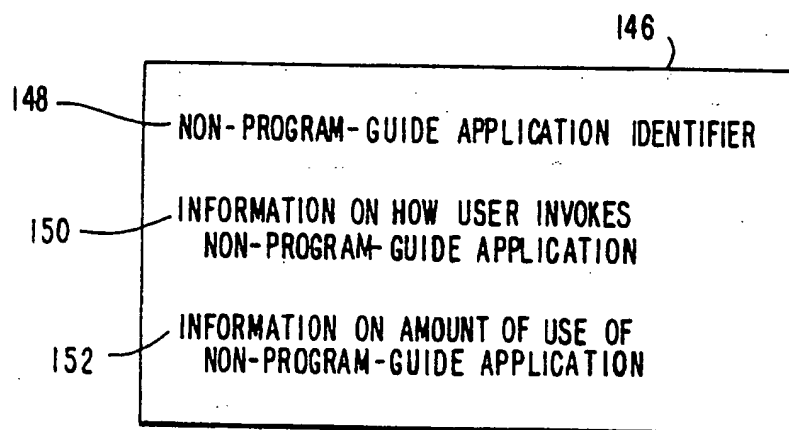 146
148
NON-PROGRAM-GUIDE APPLICATION IDENTIFIER
150
INFORMATION ON HOW USER INVOKES
NON-PROGRAM-GUIDE APPLICATION
152
INFORMATION ON AMOUNT OF USE OF
NON-PROGRAM-GUIDE APPLICATION